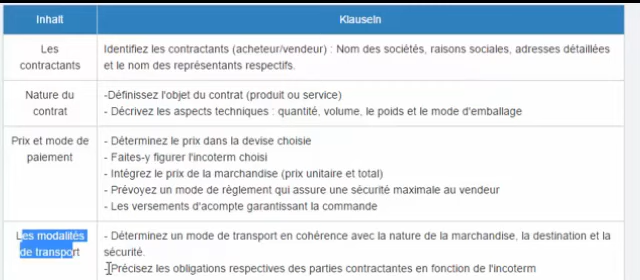 Inhalt
Klauseln
Les
contractants
Identifiez les contractants (acheteur/vendeur) : Nom des sociétés, raisons sociales, adresses détaillées
et le nom des représentants respectifs.
Nature du
contrat
-Définissez l'objet du contrat (produit ou service)
- Décrivez les aspects techniques : quantité, volume, le poids et le mode d'emballage
Prix et mode de
paiement
- Déterminez le prix dans la devise choisie
- Faites-y figurer l'incoterm choisi
- Intégrez le prix de la marchandise (prix unitaire et total)
- Prévoyez un mode de règlement qui assure une sécurité maximale au vendeur
- Les versements d'acompte garantissant la commande
Les modalités
de transport
- Déterminez un mode de transport en cohérence avec la nature de la marchandise, la destination et la
sécurité.
- Précisez les obligations respectives des parties contractantes en fonction de l'incoterm